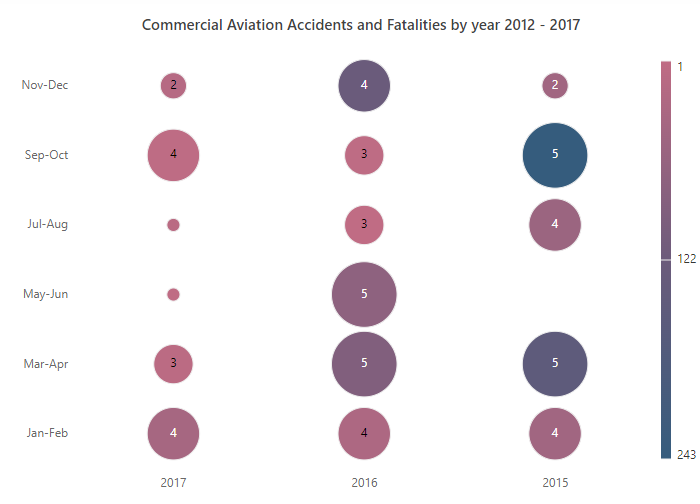 Commercial Aviation Accidents and Fatalities by year 2012 - 2017
Nov-Dec 2 4 2 1
Sep-Oct 4 3 5
Jul-Aug 3 4
122
May-Jun 5
Mar-Apr 3 5 5
Jan-Feb 4 4 4
243
2017 2016 2015